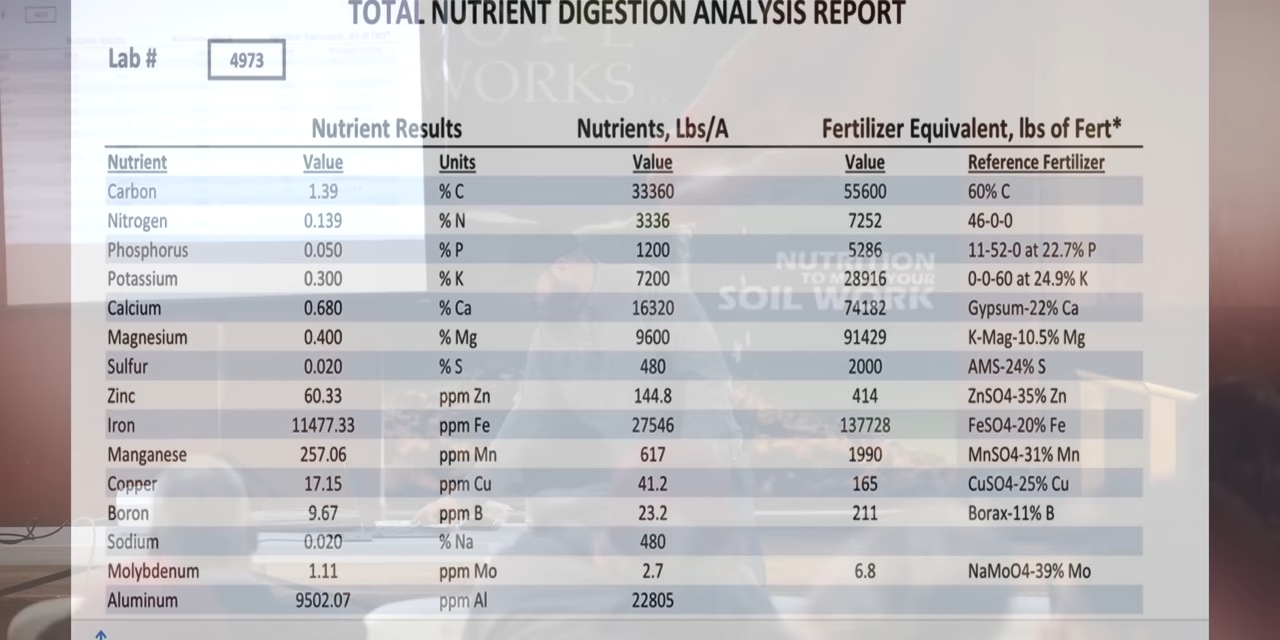 TOTAL NUTRIENT DIGESTION ANALYSIS REPORT
Lab # 4973
WORKS
Nutrient Results Nutrients, Lbs/A Fertilizer Equivalent, lbs of Fert*
Nutrient Value Units Value Value Reference Fertilizer
Carbon 1.39 % C 33360 55600 60% C
Nitrogen 0.139 % N 3336 7252 46-0-0
Phosphorus 0.050 % P 1200 5286 11-52-0 at 22.7% P
Potassium 0.300 % K 7200 28916 0-0-60 at 24.9% K
Calcium 0.680 % Ca 16320 74182 Gypsum-22% Ca
Magnesium 0.400 % Mg 9600 91429 K-Mag-10.5% Mg
Sulfur 0.020 % S 480 2000 AMS-24% S
Zinc 60.33 ppm Zn 144.8 414 ZnSO4-35% Zn
Iron 11477.33 ppm Fe 27546 137728 FeSO4-20% Fe
Manganese 257.06 ppm Mn 617 1990 MnSO4-31% Mn
Copper 17.15 ppm Cu 41.2 165 CuSO4-25% Cu
Boron 9.67 ppm B 23.2 211 Borax-11% B
Sodium 0.020 % Na 480
Molybdenum 1.11 ppm Mo 2.7 6.8 NaMoO4-39% Mo
Aluminum 9502.07 ppm Al 22805
NUTRITION
TO YOUR
SOIL WORK